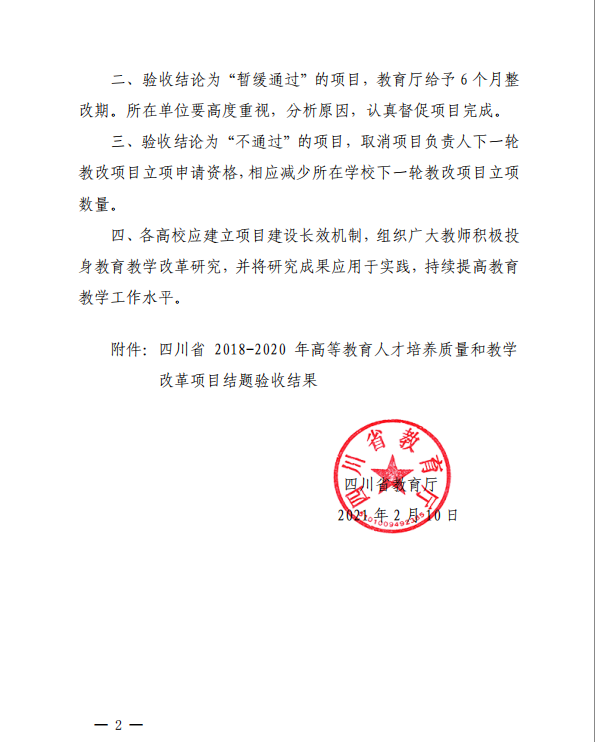 二、验收结论为“暂缓通过”的项目，教育厅给予6个月整
改期。所在单位要高度重视，分析原因，认真督促项目完成。
三、验收结论为“不通过”的项目，取消项目负责人下一轮
教改项目立项申请资格,相应减少所在学校下一轮教改项目立项
数量。
四、各高校应建立项目建设长效机制，组织广大教师积极投
身教育教学改革研究，并将研究成果应用于实践，持续提高教育
教学工作水平。
附件：四川省 2018-2020 年高等教育人才培养质量和教学
改革项目结题验收结果
四川省教育厅
四川省教育厅
2021年2月10日
— 2 —